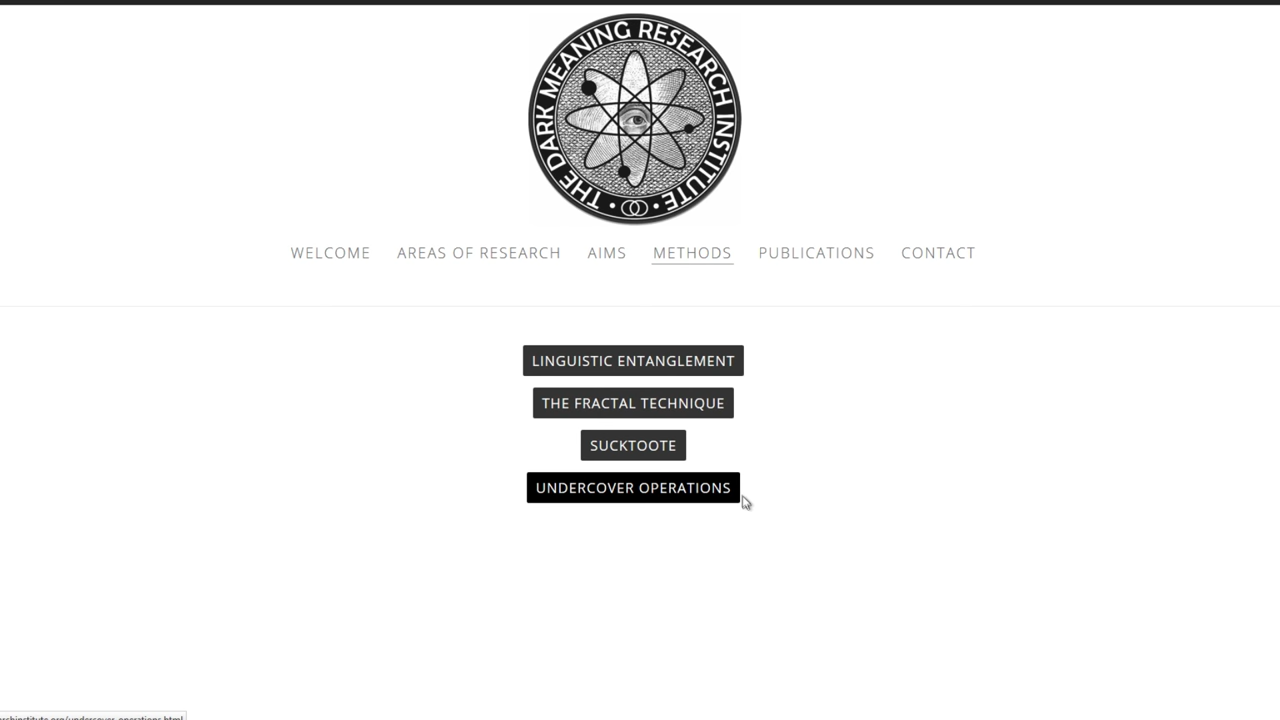 THE DARK MEANING RESEARCH INSTITUTE
WELCOME AREAS OF RESEARCH AIMS METHODS PUBLICATIONS CONTACT
LINGUISTIC ENTANGLEMENT
THE FRACTAL TECHNIQUE
SUCKTOOTE
UNDERCOVER OPERATIONS